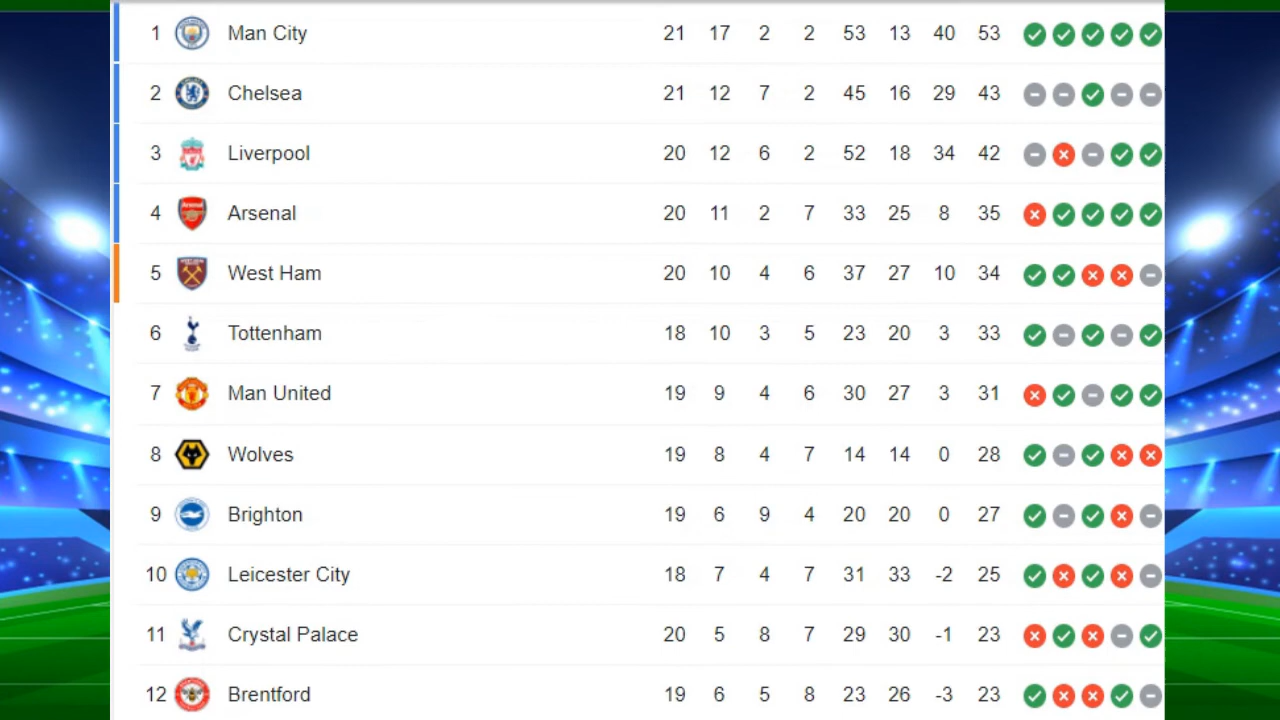 1 Man City 21 17 2 2 53 13 40 53
2 Chelsea 21 12 7 2 45 16 29 43
3 Liverpool 20 12 6 2 52 18 34 42
4 Arsenal 20 11 2 7 33 25 8 35
5 West Ham 20 10 4 6 37 27 10 34
6 Tottenham 18 10 3 5 23 20 3 33
7 Man United 19 9 4 6 30 27 3 31
8 Wolves 19 8 4 7 14 14 0 28
9 Brighton 19 6 9 4 20 20 0 27
10 Leicester City 18 7 4 7 31 33 -2 25
11 Crystal Palace 20 5 8 7 29 30 -1 23
12 Brentford 19 6 5 8 23 26 -3 23